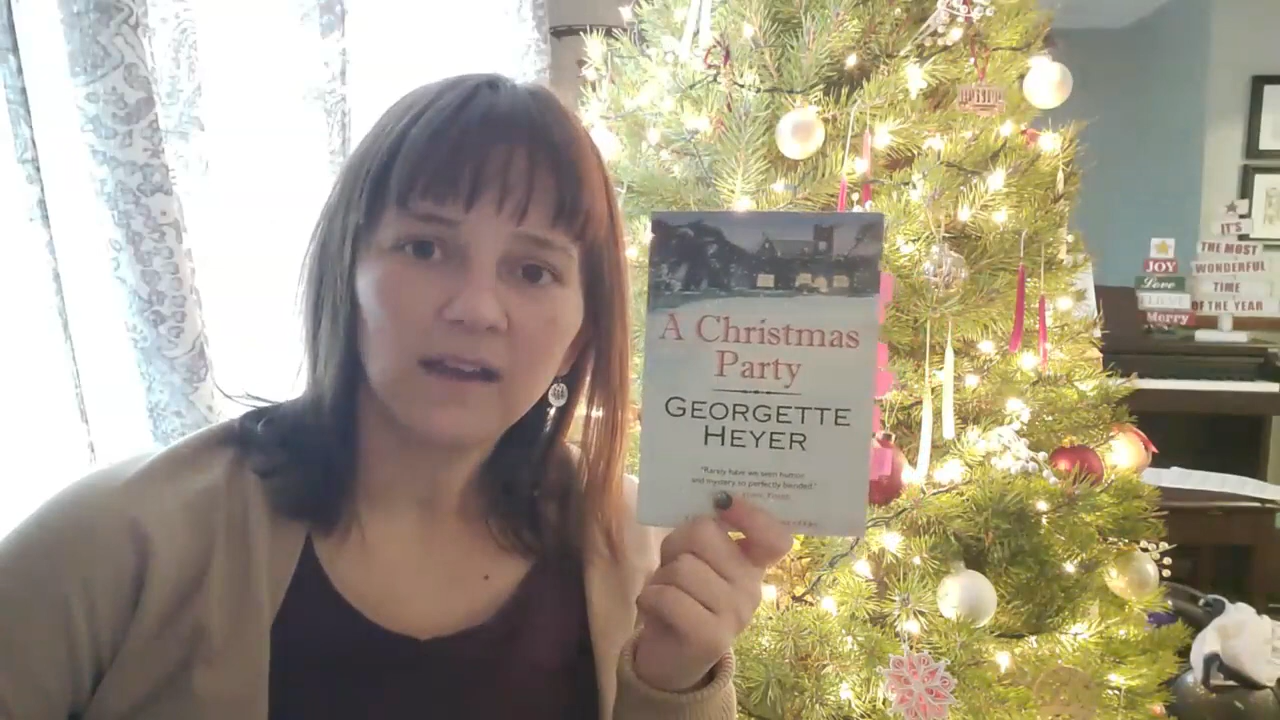 A Christmas
Party
GEORGETTE
HEYER
"Rarely have we seen humor
and mystery so perfectly blended."
JOY
Love
BELIEVE
Merry
IT'S
THE MOST
WONDERFUL
TIME
OF THE YEAR